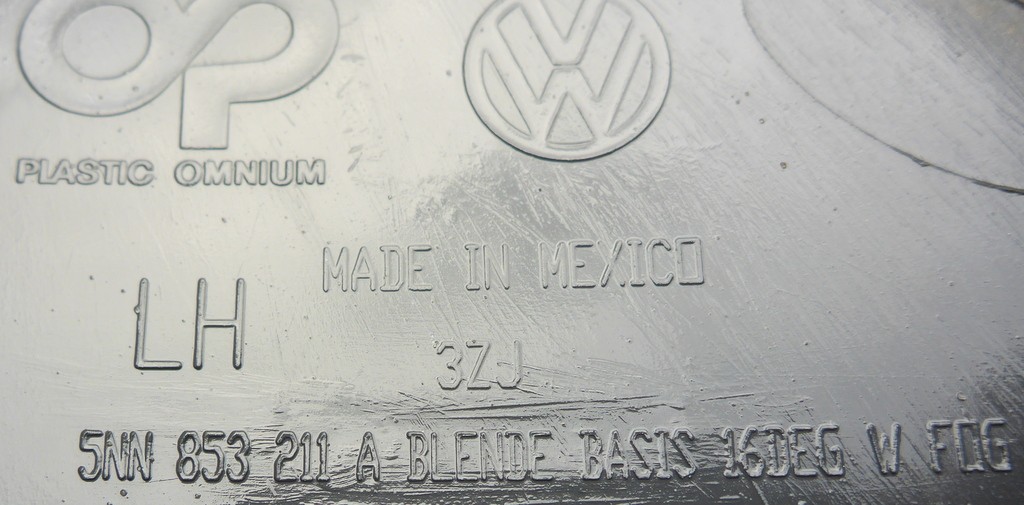 PLASTIC OMNIUM
MADE IN MEXICO
LH
3ZJ
5NN 853 211 A BLENDE BASIS 16DEG W FOG